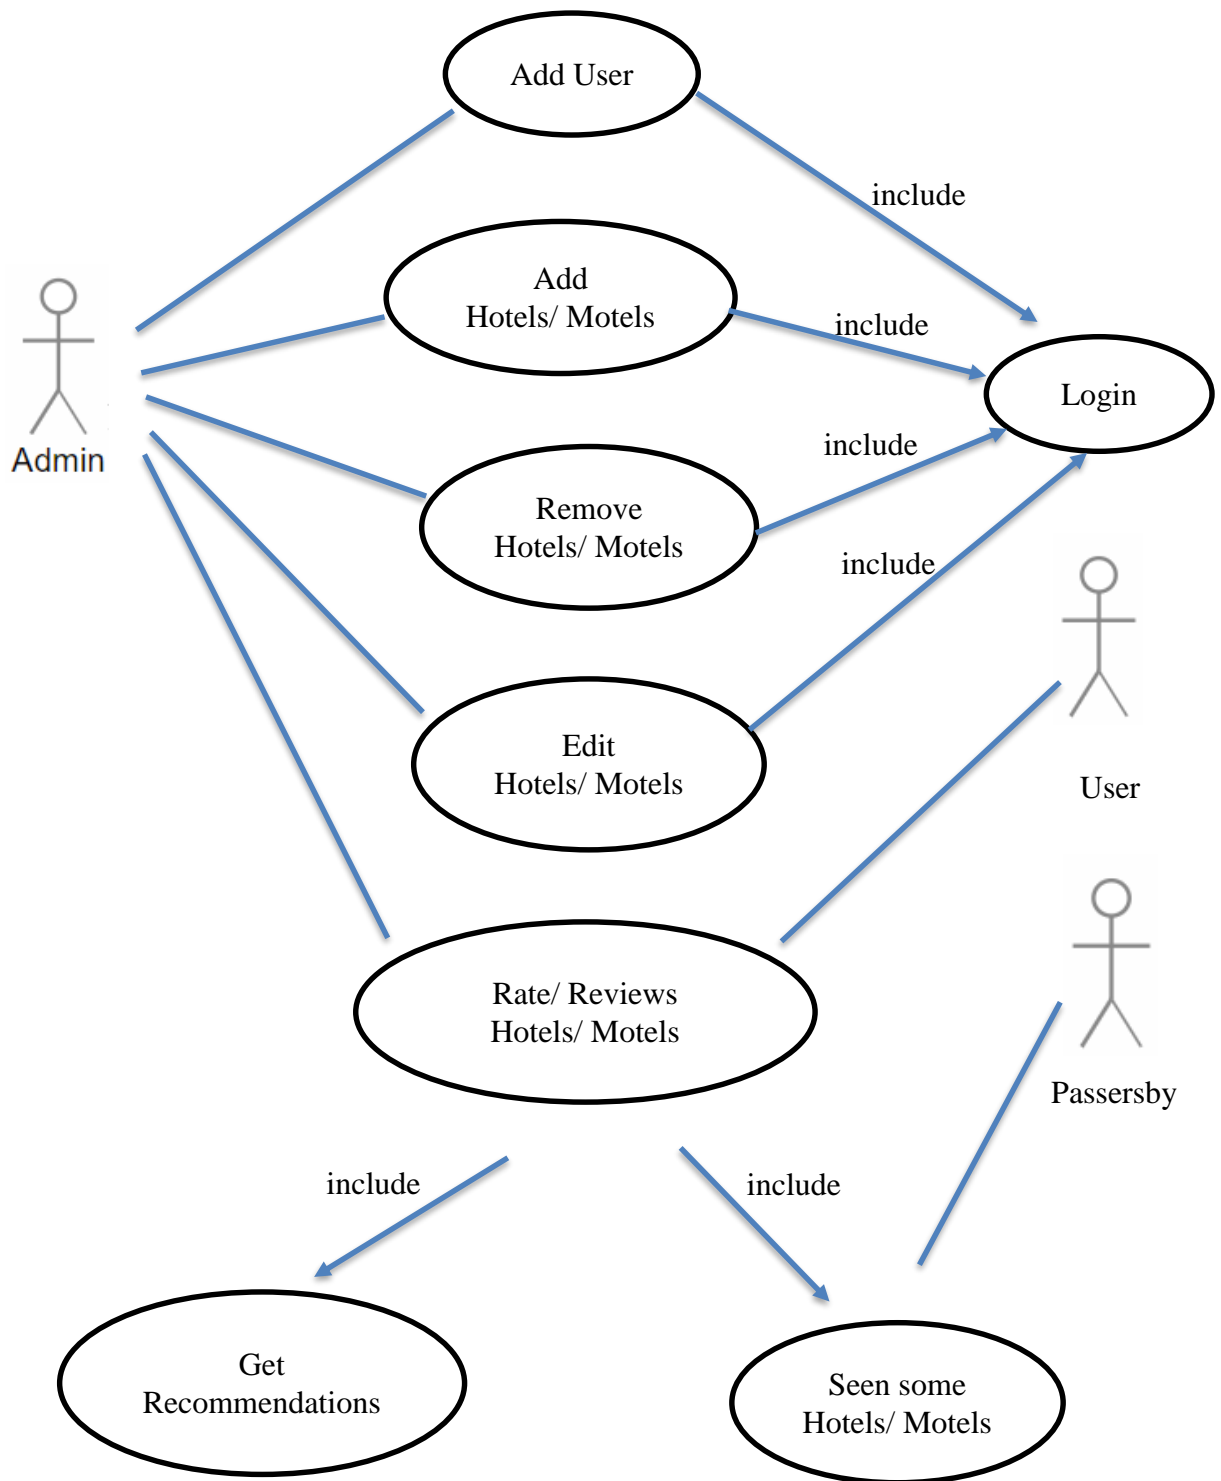 Add User
include
Add
Hotels/ Motels
include
Login
Admin
include
Remove
Hotels/ Motels
include
Edit
Hotels/ Motels
User
Rate/ Reviews
Hotels/ Motels
Passersby
include
include
Get
Recommendations
Seen some
Hotels/ Motels